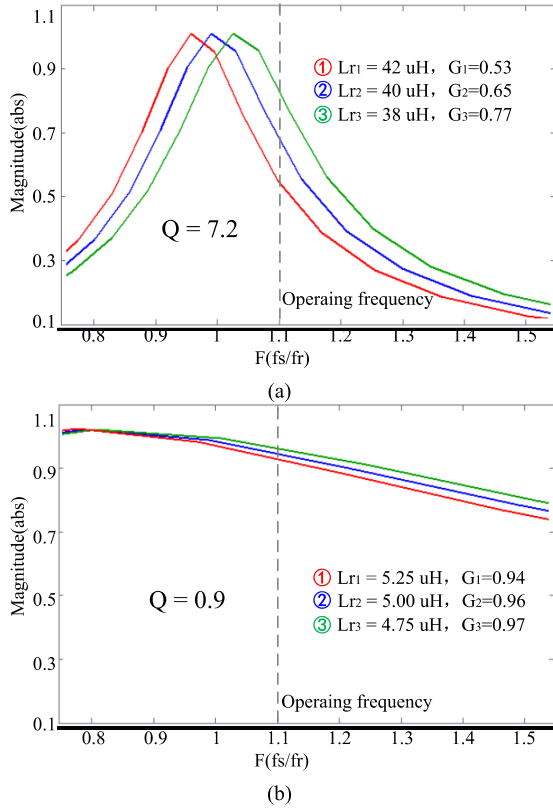 1.1
0.9
0.7
0.5
0.3
0.1
Magnitude(abs)
① Lr₁ = 42 uH，G₁=0.53
② Lr₂ = 40 uH，G₂=0.65
③ Lr₃ = 38 uH，G₃=0.77
Q = 7.2
Operaing frequency
0.8 0.9 1 1.1 1.2 1.3 1.4 1.5
F(fs/fr)
(a)
1.1
0.9
0.7
0.5
0.3
0.1
Magnitude(abs)
① Lr₁ = 5.25 uH，G₁=0.94
② Lr₂ = 5.00 uH，G₂=0.96
③ Lr₃ = 4.75 uH，G₃=0.97
Q = 0.9
Operaing frequency
0.8 0.9 1 1.1 1.2 1.3 1.4 1.5
F(fs/fr)
(b)